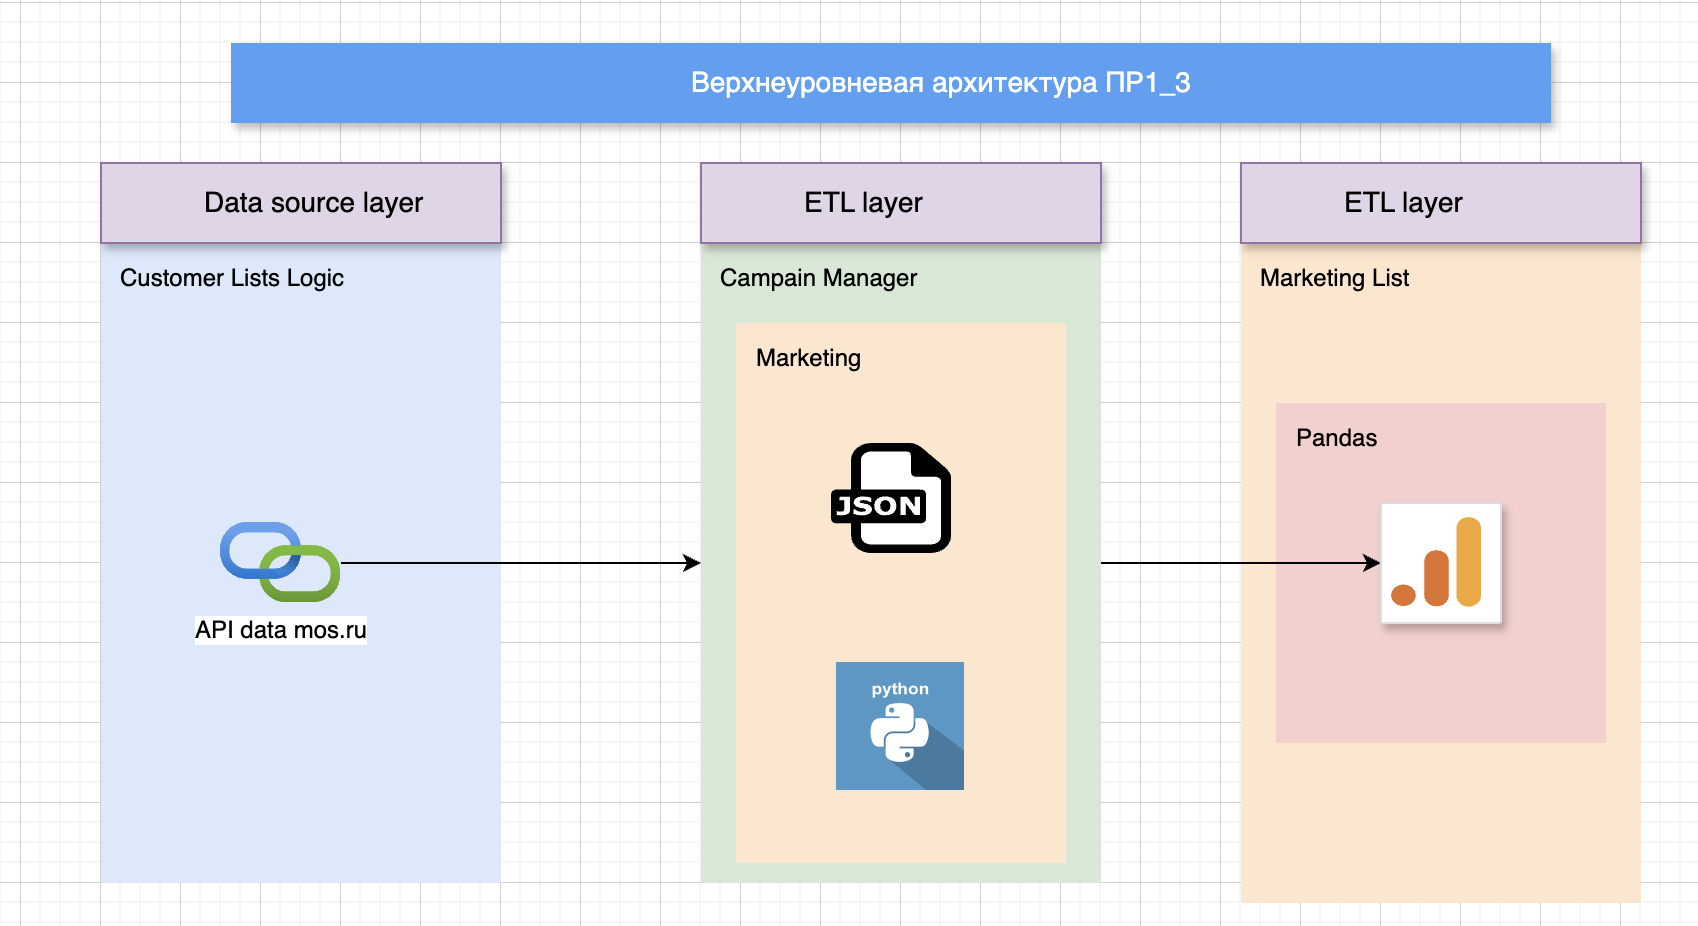 Верхнеуровневая архитектура ПР1_3
Data source layer
Customer Lists Logic
API data mos.ru
ETL layer
Campain Manager
Marketing
JSON
python
ETL layer
Marketing List
Pandas